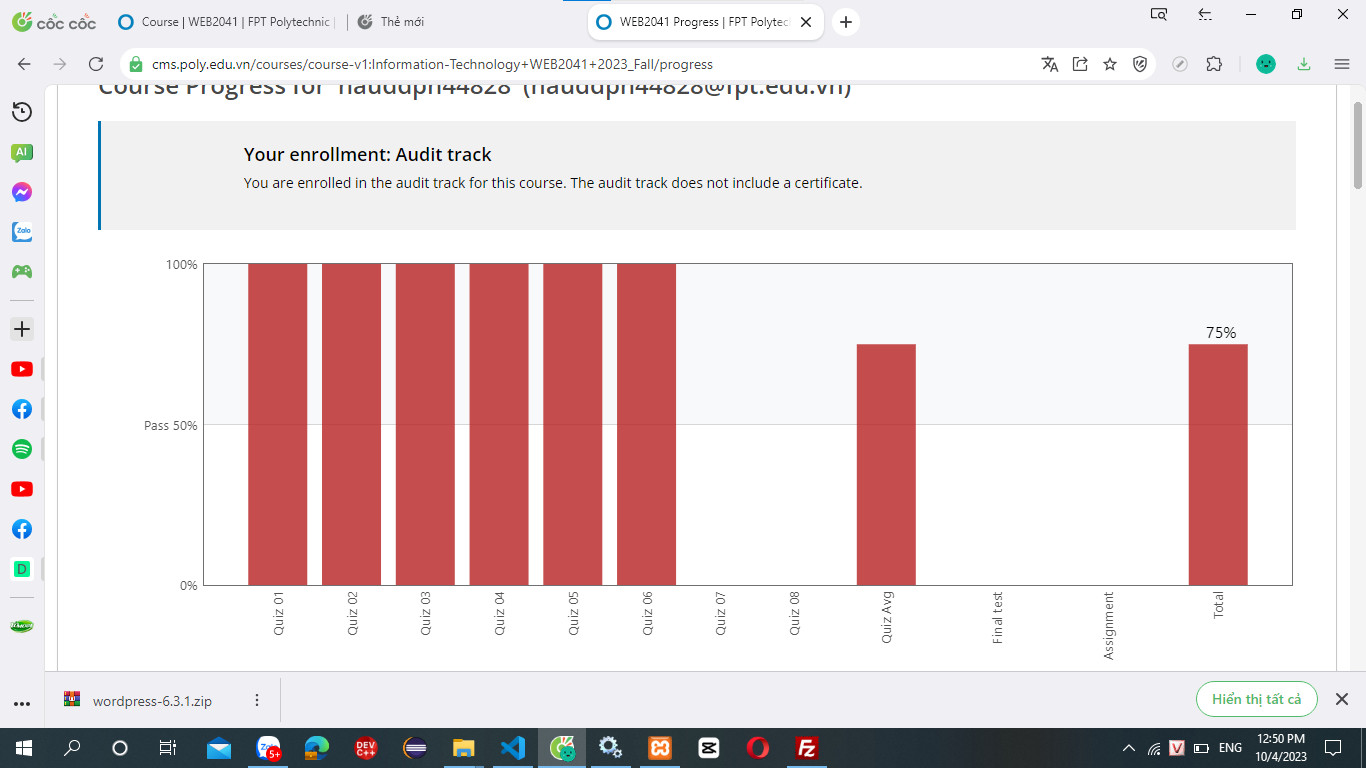 cốc cốc
Course | WEB2041 | FPT Polytechnic |
Thẻ mới
WEB2041 Progress | FPT Polytec
cms.poly.edu.vn/courses/course-v1:Information-Technology+WEB2041+2023_Fall/progress
Course Progress for 'hauddph44828' (hauddph44828@fpt.edu.vn)
AI
Zalo
D
Your enrollment: Audit track
You are enrolled in the audit track for this course. The audit track does not include a certificate.
100%
75%
Pass 50%
0%
Quiz 01
Quiz 02
Quiz 03
Quiz 04
Quiz 05
Quiz 06
Quiz 07
Quiz 08
Quiz Avg
Final test
Assignment
Total
wordpress-6.3.1.zip
Hiển thị tất cả
Zalo
5+
DEV
C++
V
ENG
12:50 PM
10/4/2023